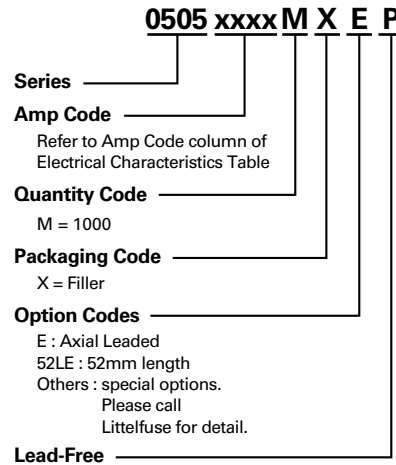 0505 xxxx M X E P
Series
Amp Code
Refer to Amp Code column of
Electrical Characteristics Table
Quantity Code
M = 1000
Packaging Code
X = Filler
Option Codes
E : Axial Leaded
52LE : 52mm length
Others : special options.
Please call
Littelfuse for detail.
Lead-Free